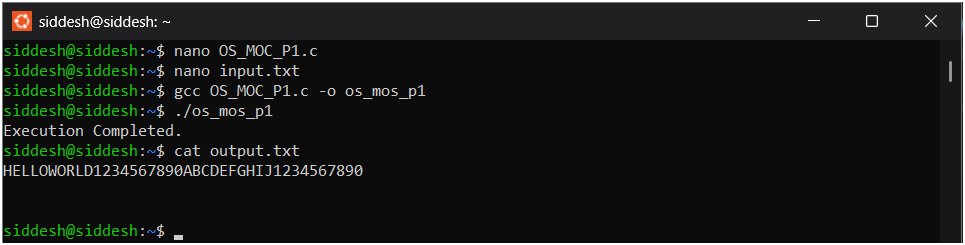 siddesh@siddesh: ~
siddesh@siddesh:~$ nano OS_MOC_P1.c
siddesh@siddesh:~$ nano input.txt
siddesh@siddesh:~$ gcc OS_MOC_P1.c -o os_mos_p1
siddesh@siddesh:~$ ./os_mos_p1
Execution Completed.
siddesh@siddesh:~$ cat output.txt
HELLOWORLD1234567890ABCDEFGHIJ1234567890
siddesh@siddesh:~$